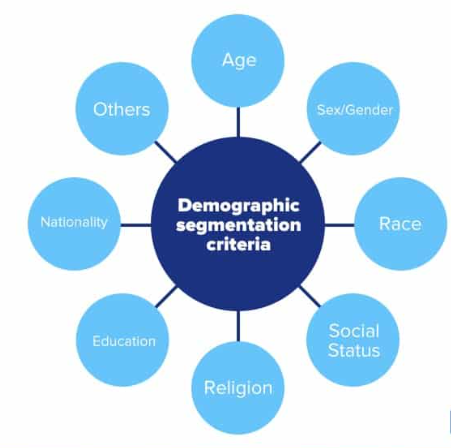 Age
Others
Sex/Gender
Demographic
segmentation
criteria
Nationality
Race
Education
Social
Status
Religion